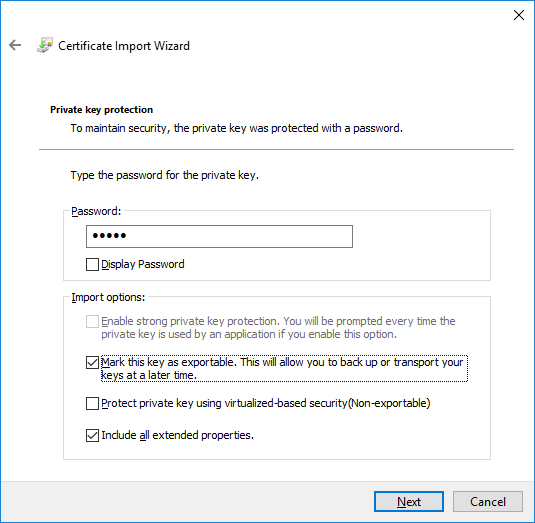 Certificate Import Wizard
Private key protection
To maintain security, the private key was protected with a password.
Type the password for the private key.
Password:
•••••
Display Password
Import options:
Enable strong private key protection. You will be prompted every time the
private key is used by an application if you enable this option.
Mark this key as exportable. This will allow you to back up or transport your
keys at a later time.
Protect private key using virtualized-based security(Non-exportable)
Include all extended properties.
Next
Cancel